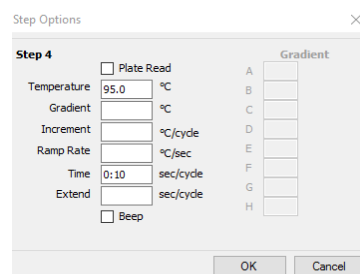 Step Options
Step 4
Plate Read
Temperature 95.0 °C
Gradient °C
Increment °C/cycle
Ramp Rate °C/sec
Time 0:10 sec/cycle
Extend sec/cycle
Beep
Gradient
A
B
C
D
E
F
G
H
OK Cancel